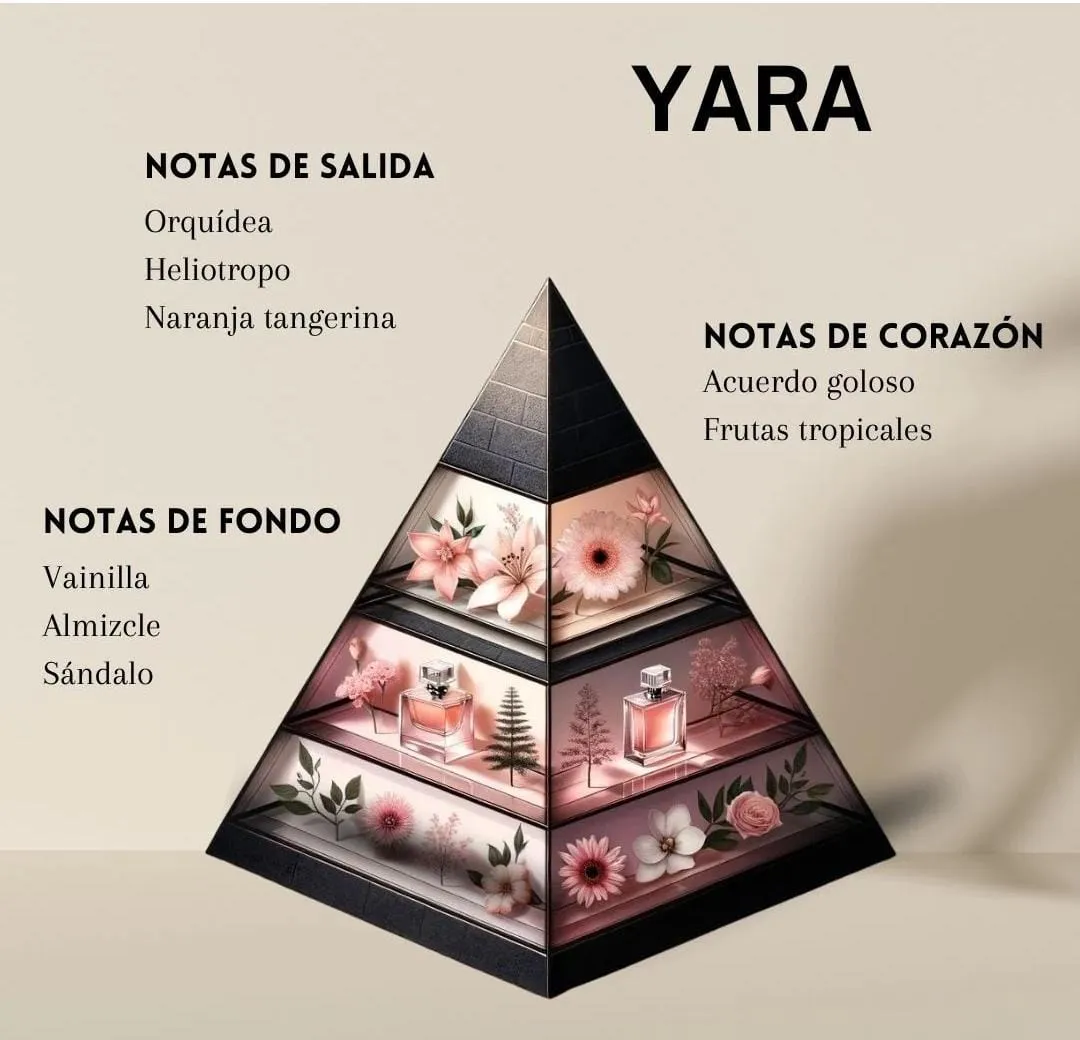 YARA
NOTAS DE SALIDA
Orquídea
Heliotropo
Naranja tangerina
NOTAS DE CORAZÓN
Acuerdo goloso
Frutas tropicales
NOTAS DE FONDO
Vainilla
Almizcle
Sándalo